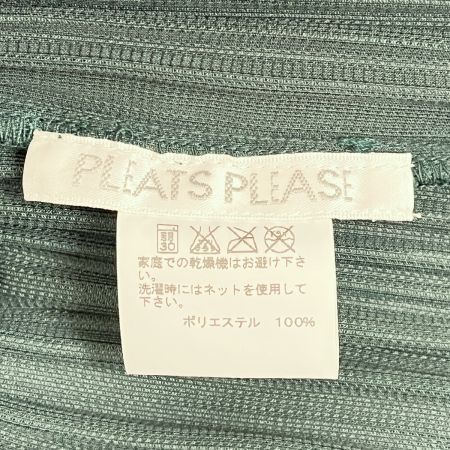 PLEATS PLEASE
30
家庭での乾燥機はお避け下さ
い。
洗濯時にはネットを使用して
下さい。
ポリエステル 100%